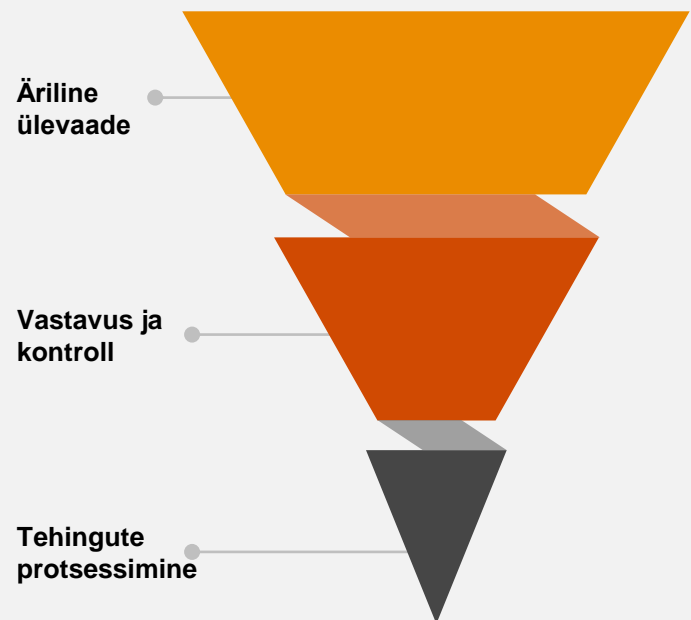 Äriline
ülevaade
Vastavus ja
kontroll
Tehingute
protsessimine